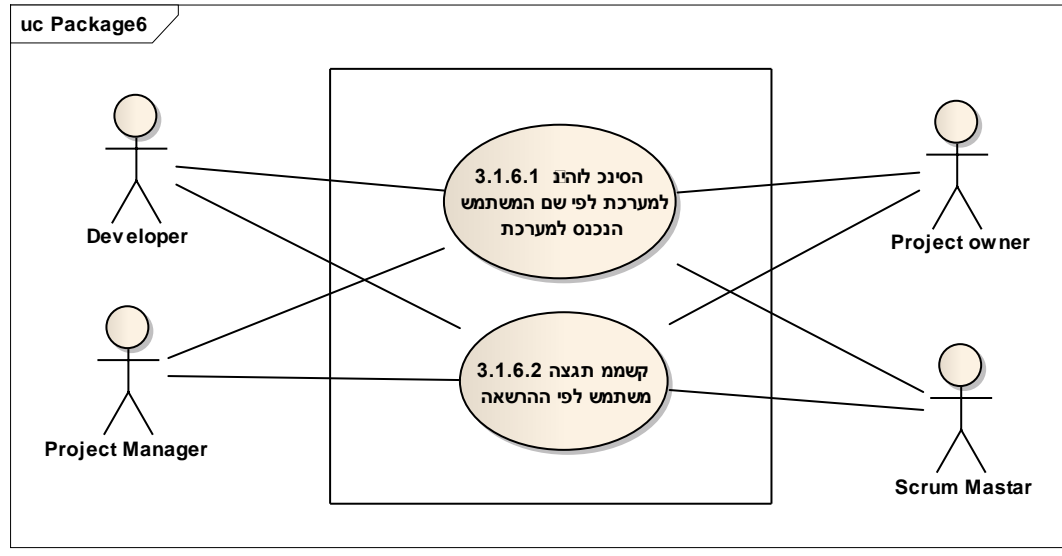 uc Package6
Developer
Project Manager
הסינכ לוהינ 3.1.6.1
למערכת לפי שם המשתמש
הנכנס למערכת
קשממ תגצה 3.1.6.2
משתמש לפי ההרשאה
Project owner
Scrum Mastar